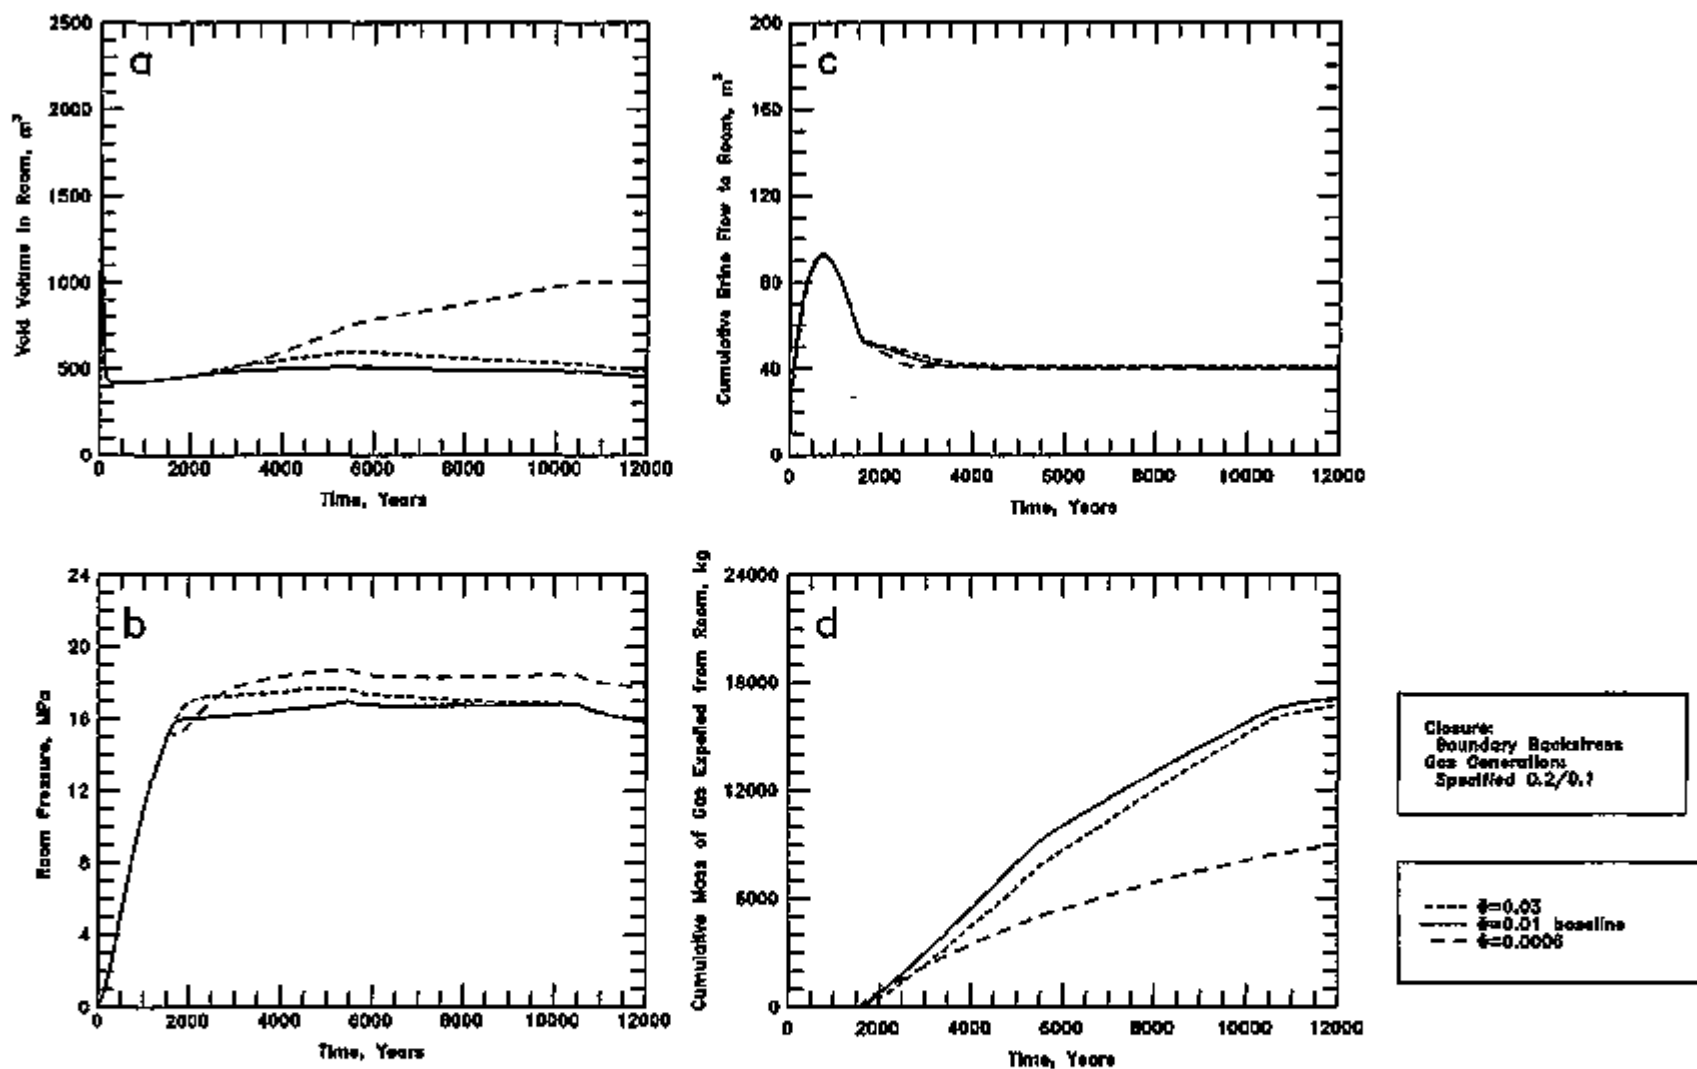 a
2500
2000
1500
1000
500
0
Void Volume in Room, m³
0 2000 4000 6000 8000 10000 12000
Time, Years
c
200
160
120
80
40
0
Cumulative Brine Flow to Room, m³
0 2000 4000 6000 8000 10000 12000
Time, Years
b
24
20
16
12
8
4
0
Room Pressure, MPa
0 2000 4000 6000 8000 10000 12000
Time, Years
d
24000
18000
12000
6000
0
Cumulative Mass of Gas Expelled from Room, kg
0 2000 4000 6000 8000 10000 12000
Time, Years
Closure:
Boundary Backstress
Gas Generation:
Specified 0.2/0.1
Φ=0.03
Φ=0.01 baseline
Φ=0.0006